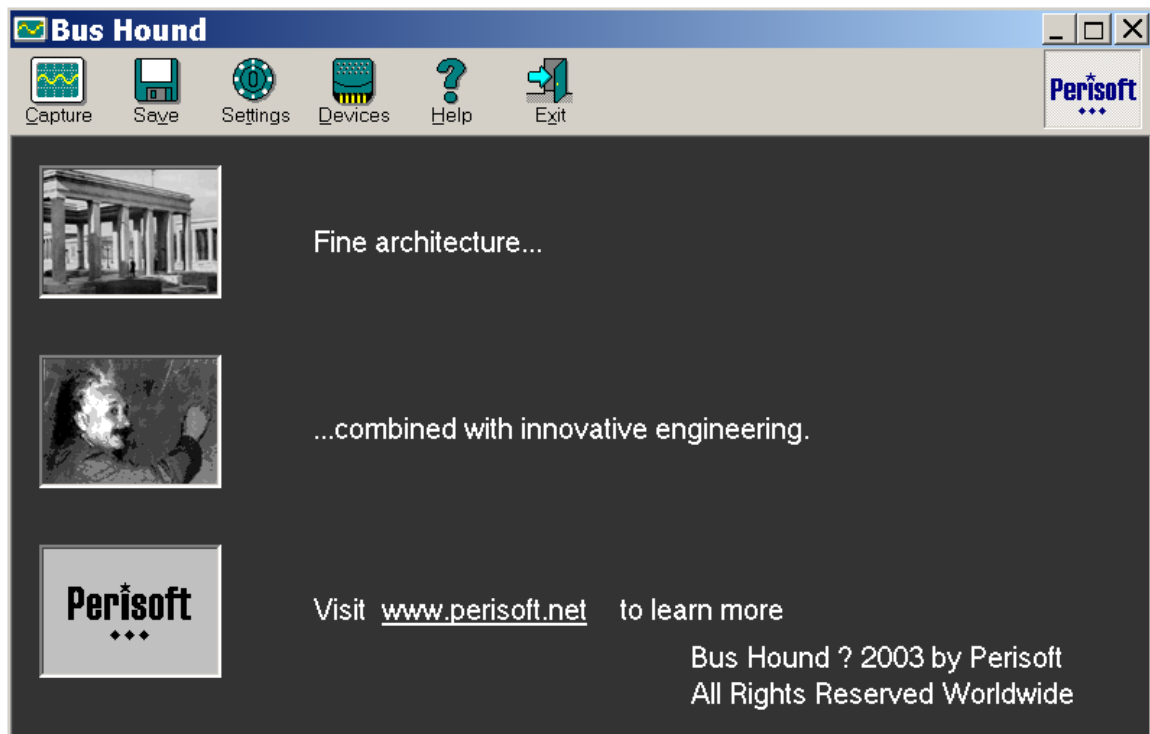 Bus Hound
Capture Save Settings Devices Help Exit
Perisoft
Fine architecture...
...combined with innovative engineering.
Perisoft
Visit www.perisoft.net to learn more
Bus Hound ? 2003 by Perisoft
All Rights Reserved Worldwide